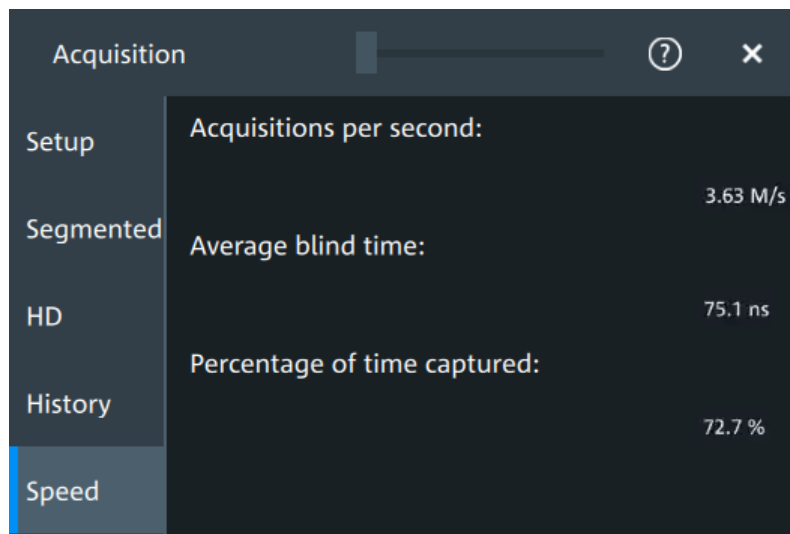 Acquisition
?
Setup
Segmented
HD
History
Speed
Acquisitions per second:
3.63 M/s
Average blind time:
75.1 ns
Percentage of time captured:
72.7 %